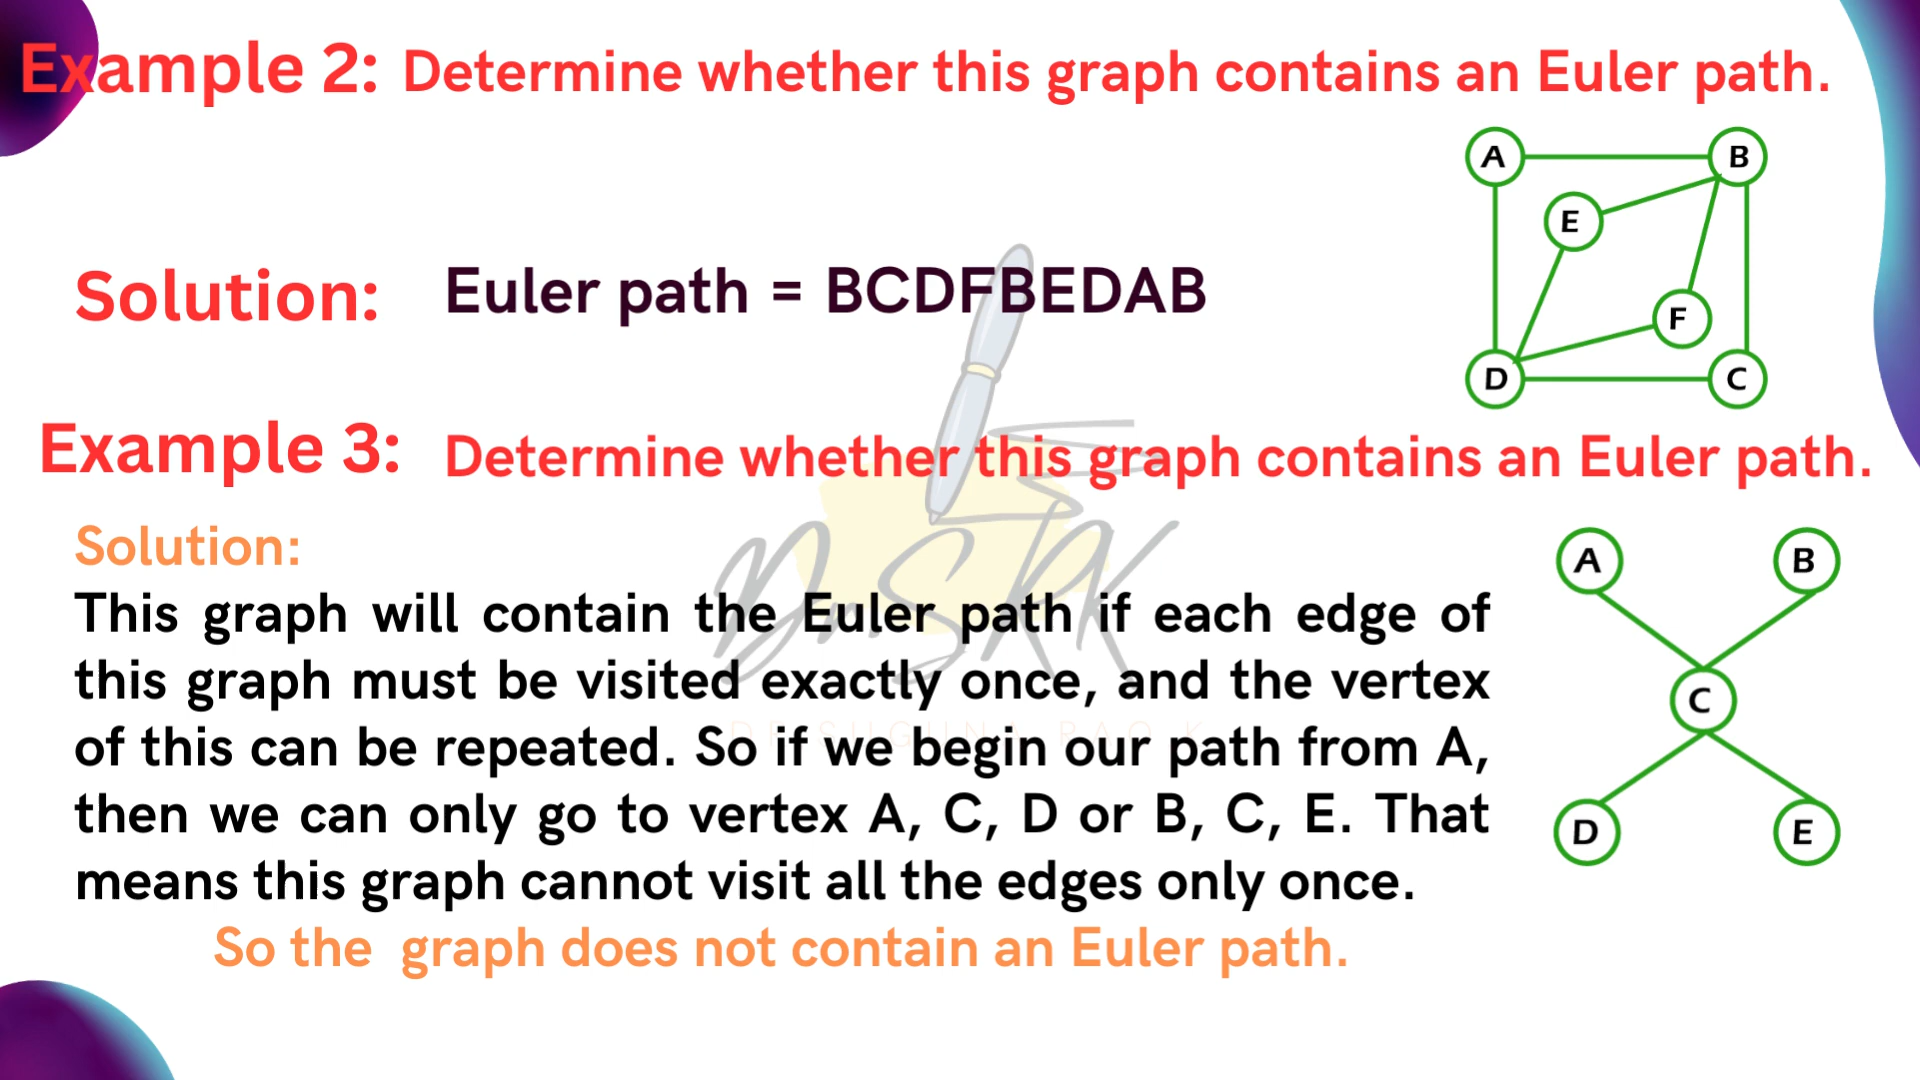 Example 2: Determine whether this graph contains an Euler path.
A B
E
Solution: Euler path = BCDFBEDAB
F
D C
Example 3: Determine whether this graph contains an Euler path.
Solution:
This graph will contain the Euler path if each edge of
this graph must be visited exactly once, and the vertex
of this can be repeated. So if we begin our path from A,
then we can only go to vertex A, C, D or B, C, E. That
means this graph cannot visit all the edges only once.
So the graph does not contain an Euler path.
A B
C
D E
DrSRK